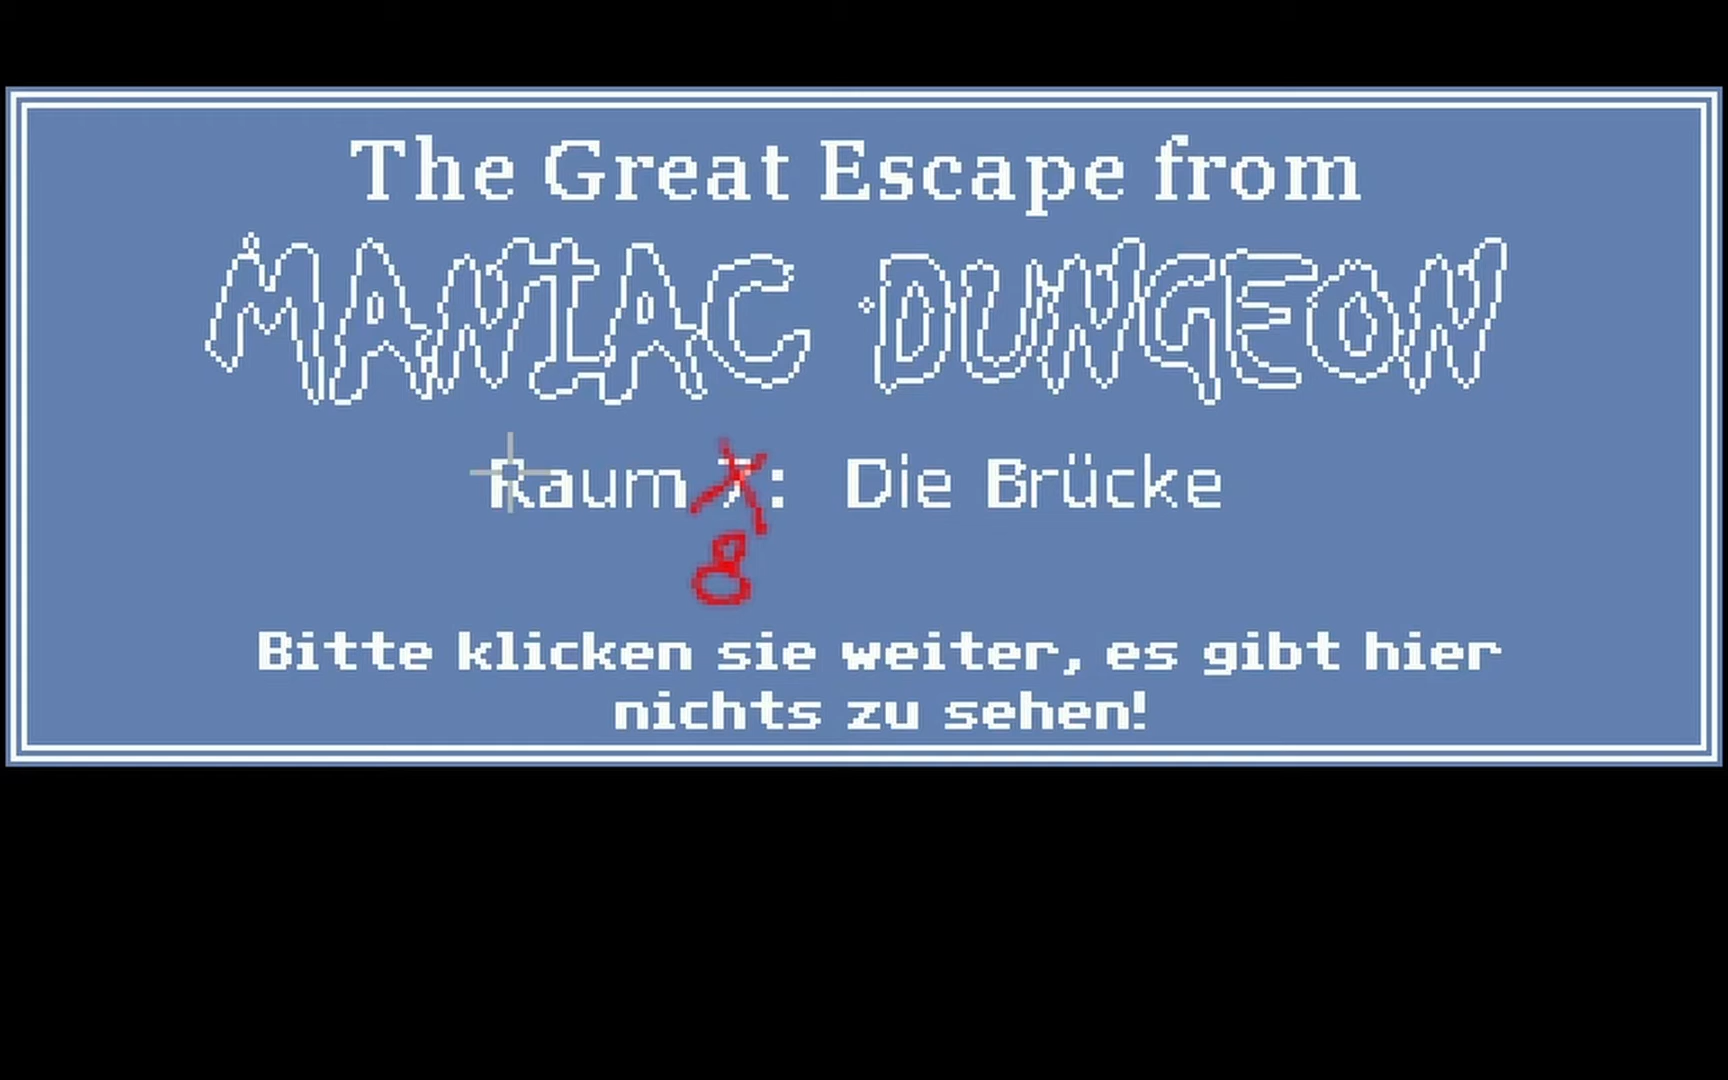 The Great Escape from
MANIAC DUNGEON
Raum 7: Die Brücke
8
Bitte klicken sie weiter, es gibt hier
nichts zu sehen!